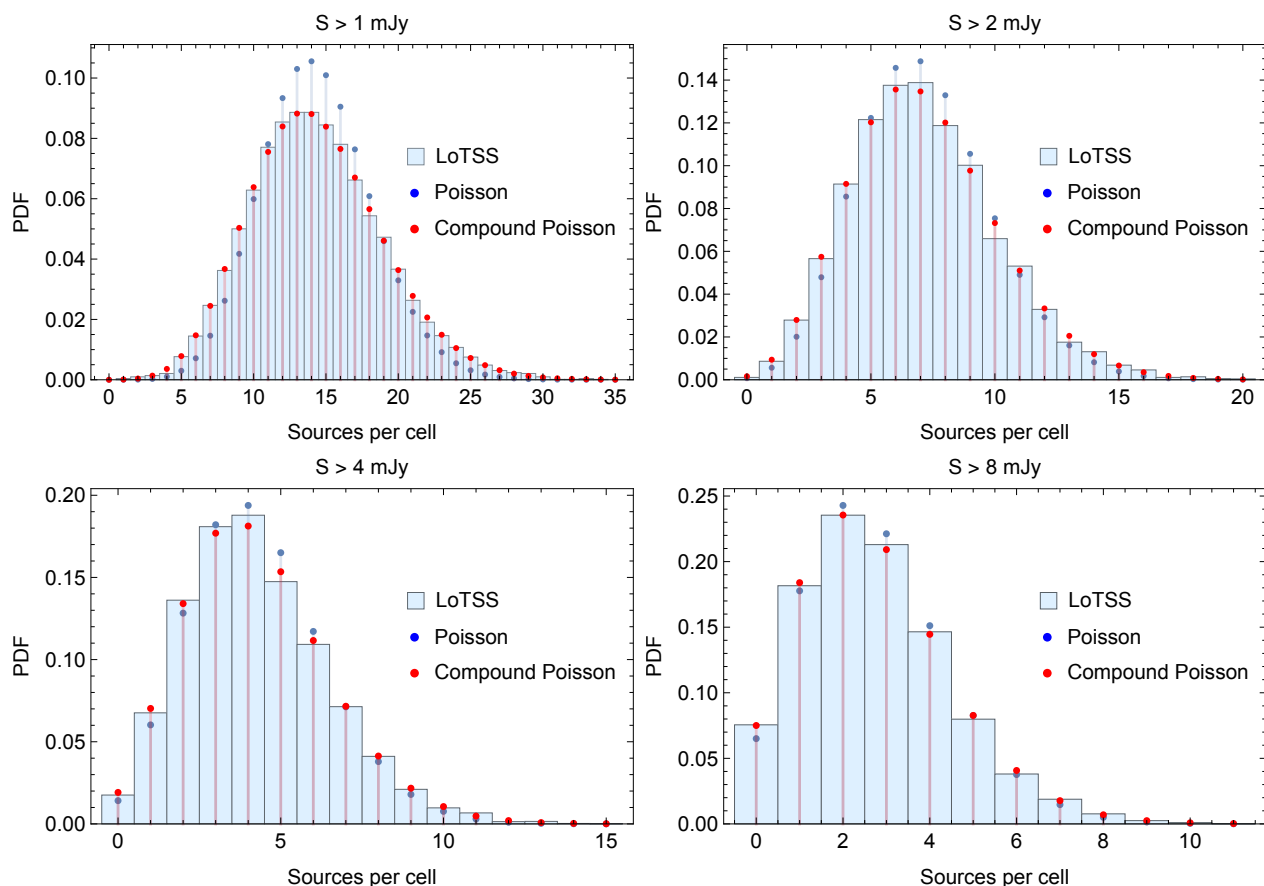 S > 1 mJy
PDF
0.10
0.08
0.06
0.04
0.02
0.00
LoTSS
Poisson
Compound Poisson
0 5 10 15 20 25 30 35
Sources per cell
S > 2 mJy
PDF
0.14
0.12
0.10
0.08
0.06
0.04
0.02
0.00
LoTSS
Poisson
Compound Poisson
0 5 10 15 20
Sources per cell
S > 4 mJy
PDF
0.20
0.15
0.10
0.05
0.00
LoTSS
Poisson
Compound Poisson
0 5 10 15
Sources per cell
S > 8 mJy
PDF
0.25
0.20
0.15
0.10
0.05
0.00
LoTSS
Poisson
Compound Poisson
0 2 4 6 8 10
Sources per cell